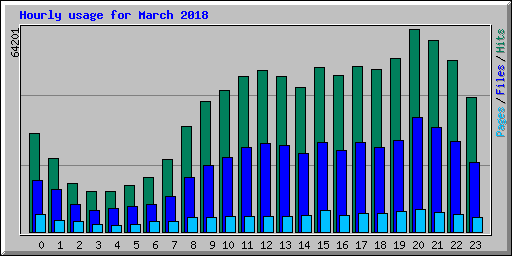 Hourly usage for March 2018
64201
Pages / Files / Hits
0 1 2 3 4 5 6 7 8 9 10 11 12 13 14 15 16 17 18 19 20 21 22 23